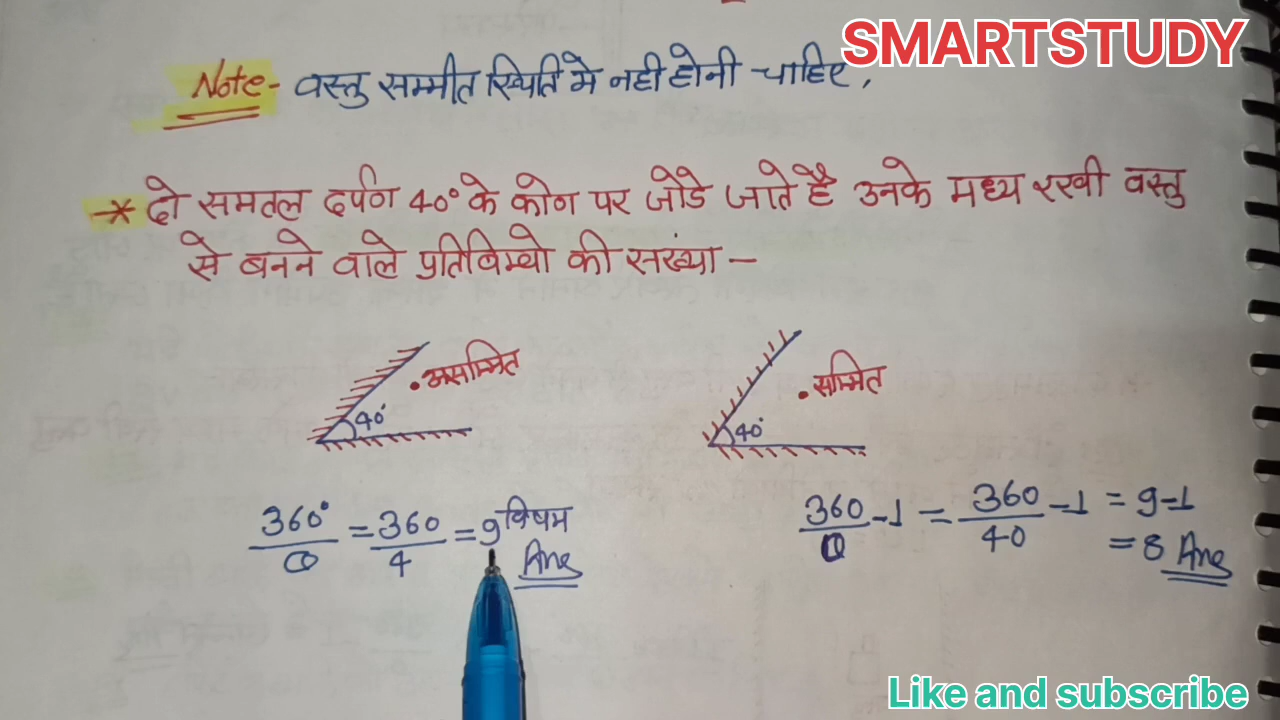 SMARTSTUDY
Note- वस्तु सम्मीत स्थिति मे नही होनी चाहिए,
* दो समतल दर्पण 40° के कोण पर जोडे जाते है उनके मध्य रखी वस्तु
से बनने वाले प्रतिविम्बो की सख्ंया –
.असम्मित
40°
.सम्मित
40°
360°/θ = 360/4 = 9 विषम Ans
360/θ -1 = 360/40 -1 = 9-1
= 8 Ans
Like and subscribe